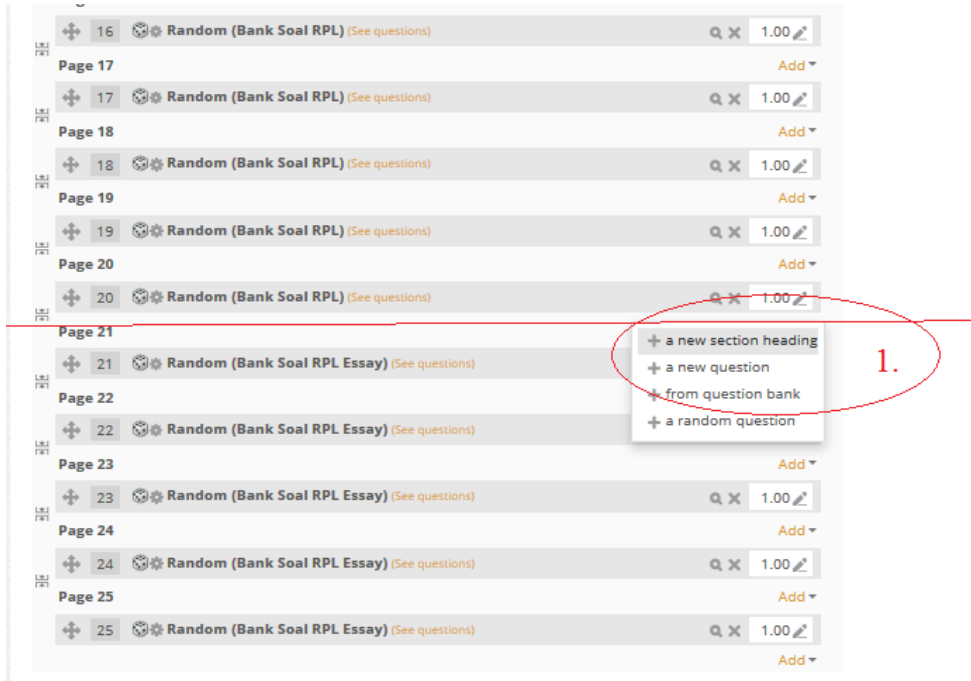 16 Random (Bank Soal RPL) (See questions) 1.00
Page 17 Add
17 Random (Bank Soal RPL) (See questions) 1.00
Page 18 Add
18 Random (Bank Soal RPL) (See questions) 1.00
Page 19 Add
19 Random (Bank Soal RPL) (See questions) 1.00
Page 20 Add
20 Random (Bank Soal RPL) (See questions) 1.00
Page 21
a new section heading
1.
21 Random (Bank Soal RPL Essay) (See questions)
a new question
Page 22
from question bank
22 Random (Bank Soal RPL Essay) (See questions)
a random question
Page 23 Add
23 Random (Bank Soal RPL Essay) (See questions) 1.00
Page 24 Add
24 Random (Bank Soal RPL Essay) (See questions) 1.00
Page 25 Add
25 Random (Bank Soal RPL Essay) (See questions) 1.00
Add